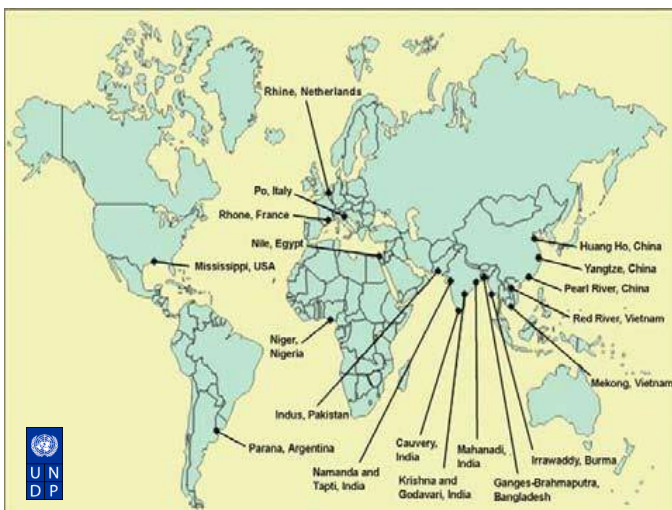 Rhine, Netherlands
Po, Italy
Rhone, France
Nile, Egypt
Mississippi, USA
Niger,
Nigeria
Indus, Pakistan
Parana, Argentina
Namanda and
Tapti, India
Cauvery,
India
Krishna and
Godavari, India
Mahanadi,
India
Ganges-Brahmaputra,
Bangladesh
Irrawaddy, Burma
Mekong, Vietnam
Red River, Vietnam
Pearl River, China
Yangtze, China
Huang Ho, China
U N
D P